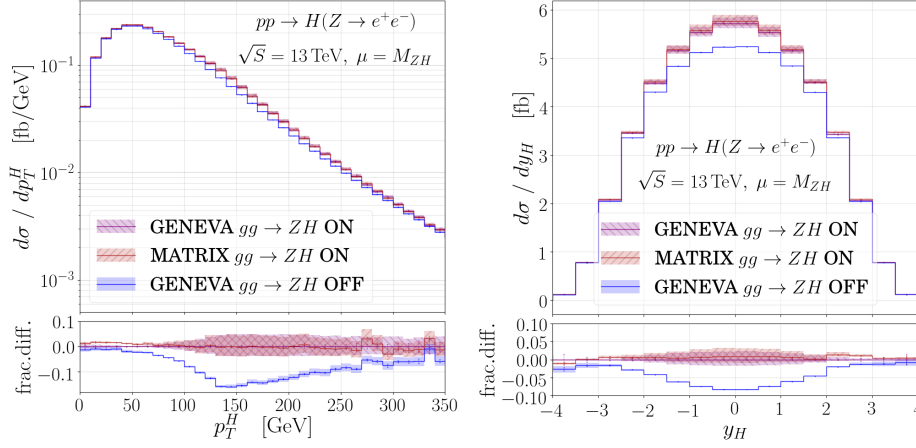 pp → H(Z → e⁺e⁻)
√S = 13 TeV, μ = M_ZH
dσ / dp_T^H [fb/GeV]
10⁻¹
10⁻²
10⁻³
GENEVA gg → ZH ON
MATRIX gg → ZH ON
GENEVA gg → ZH OFF
frac.diff.
0.1
0.0
−0.1
0 50 100 150 200 250 300 350
p_T^H [GeV]
pp → H(Z → e⁺e⁻)
√S = 13 TeV, μ = M_ZH
dσ / dy_H [fb]
6
5
4
3
2
1
0
GENEVA gg → ZH ON
MATRIX gg → ZH ON
GENEVA gg → ZH OFF
frac.diff.
0.10
0.05
0.00
−0.05
−0.10
−4 −3 −2 −1 0 1 2 3 4
y_H